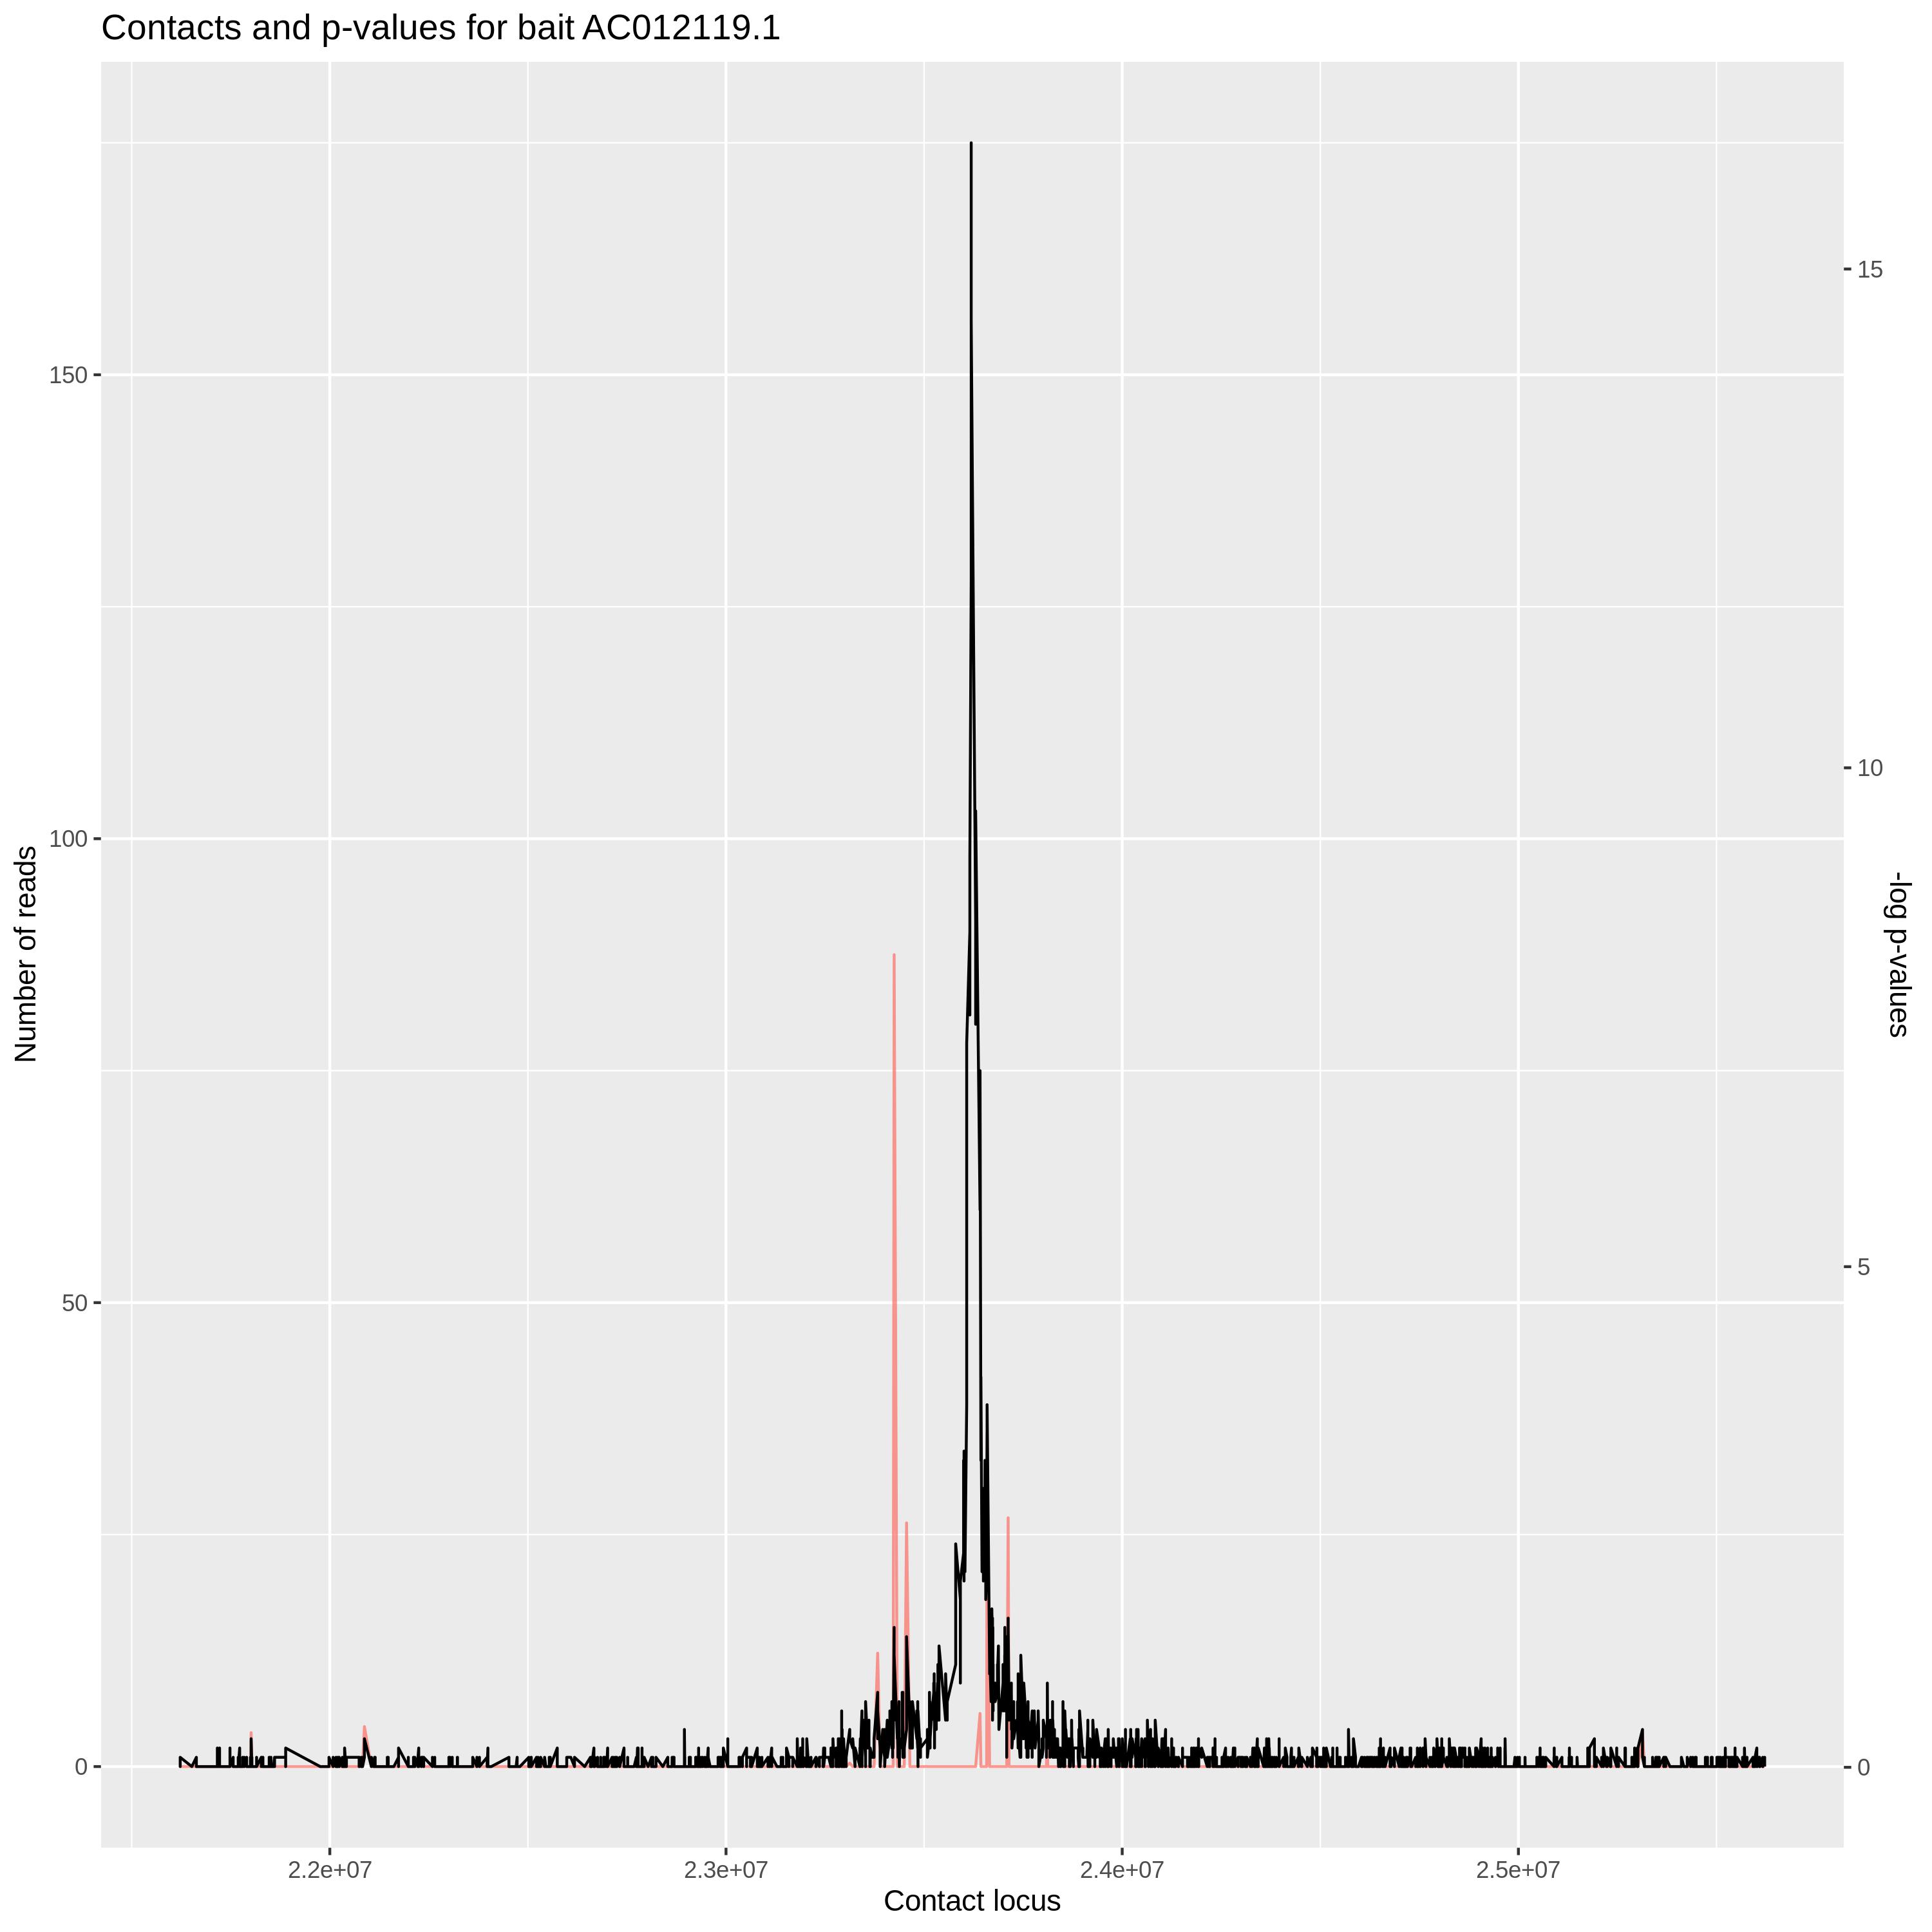 Contacts and p-values for bait AC012119.1
Number of reads
150
100
50
0
15
10
5
0
-log p-values
2.2e+07
2.3e+07
2.4e+07
2.5e+07
Contact locus